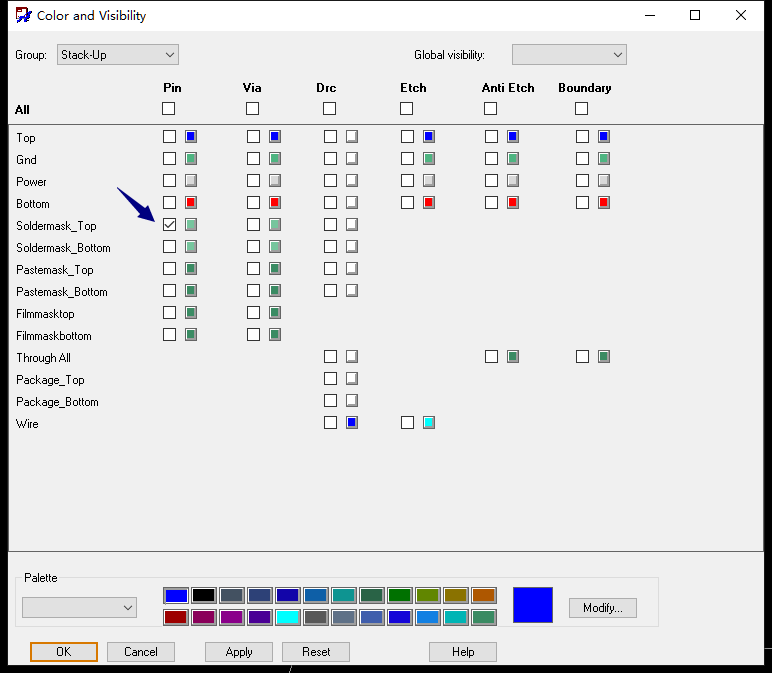 Color and Visibility
Group: Stack-Up Global visibility:
Pin Via Drc Etch Anti Etch Boundary
All
Top
Gnd
Power
Bottom
Soldermask_Top
Soldermask_Bottom
Pastemask_Top
Pastemask_Bottom
Filmmasktop
Filmmaskbottom
Through All
Package_Top
Package_Bottom
Wire
Palette
Modify...
OK Cancel Apply Reset Help